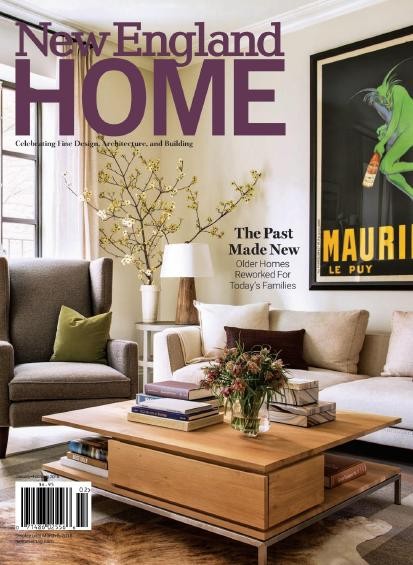 New England
HOME
Celebrating Fine Design, Architecture, and Building
The Past
Made New
Older Homes
Reworked For
Today's Families
MAURI
LE PUY
$6.95
02